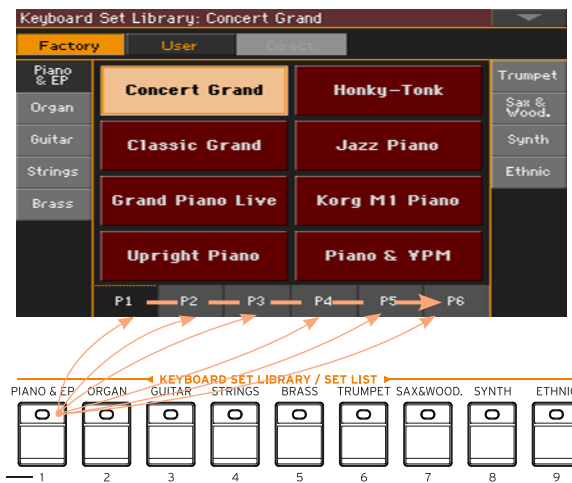 Keyboard Set Library: Concert Grand
Factory User Direct
Piano & EP
Organ
Guitar
Strings
Brass
Concert Grand Honky-Tonk
Classic Grand Jazz Piano
Grand Piano Live Korg M1 Piano
Upright Piano Piano & YPM
Trumpet
Sax & Wood.
Synth
Ethnic
P1 P2 P3 P4 P5 P6
KEYBOARD SET LIBRARY / SET LIST
PIANO & EP ORGAN GUITAR STRINGS BRASS TRUMPET SAX&WOOD. SYNTH ETHNIC
1 2 3 4 5 6 7 8 9